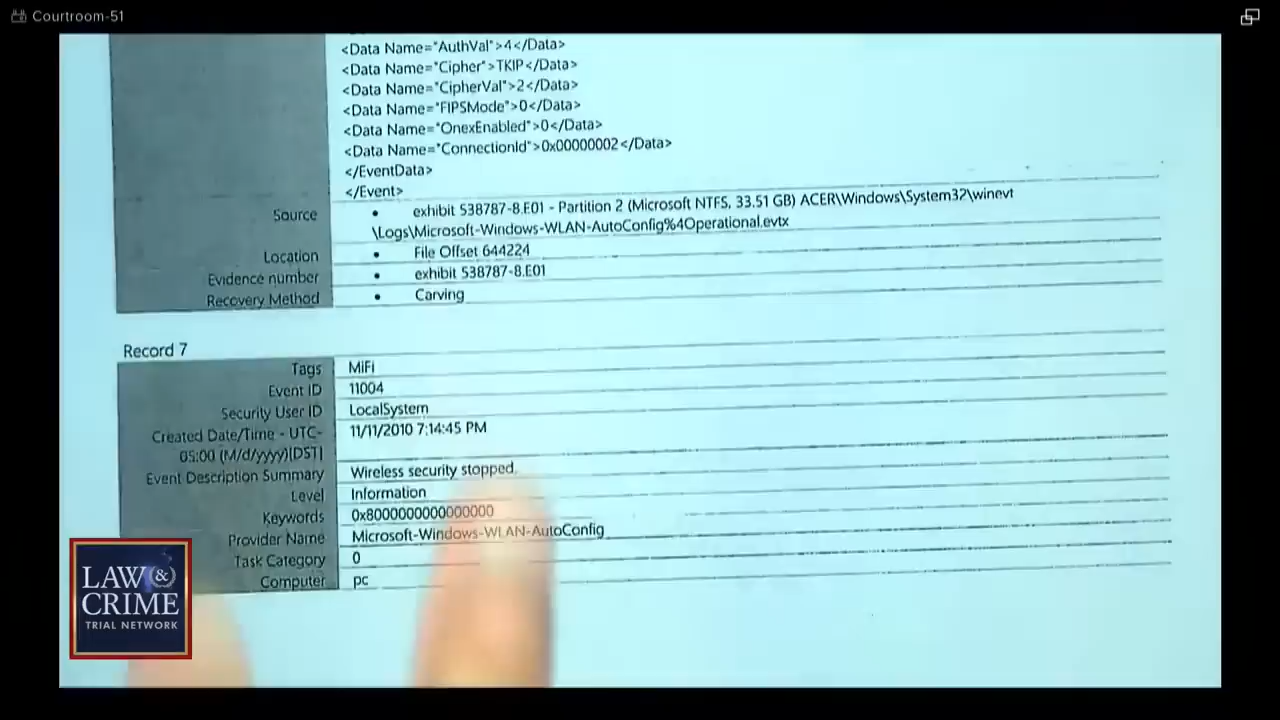 Courtroom-51
<Data Name="AuthVal">4</Data>
<Data Name="Cipher">TKIP</Data>
<Data Name="CipherVal">2</Data>
<Data Name="FIPSMode">0</Data>
<Data Name="OnexEnabled">0</Data>
<Data Name="ConnectionId">0x00000002</Data>
</EventData>
</Event>
Source • exhibit 538787-8.E01 - Partition 2 (Microsoft NTFS, 33.51 GB) ACER\Windows\System32\winevt
\Logs\Microsoft-Windows-WLAN-AutoConfig%4Operational.evtx
Location • File Offset 644224
Evidence number • exhibit 538787-8.E01
Recovery Method • Carving
Record 7
Tags MiFi
Event ID 11004
Security User ID LocalSystem
Created Date/Time - UTC- 11/11/2010 7:14:45 PM
05:00 (M/d/yyyy)[DST]
Event Description Summary Wireless security stopped.
Level Information
Keywords 0x8000000000000000
Provider Name Microsoft-Windows-WLAN-AutoConfig
Task Category 0
Computer pc
LAW &
CRIME
TRIAL NETWORK